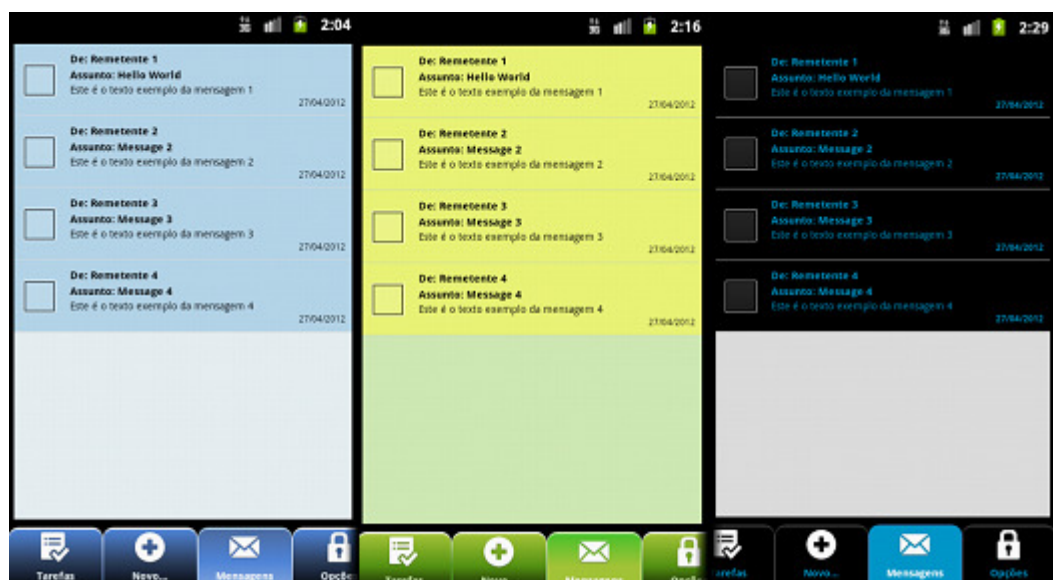 2:04
De: Remetente 1
Assunto: Hello World
Este é o texto exemplo da mensagem 1
27/04/2012
De: Remetente 2
Assunto: Message 2
Este é o texto exemplo da mensagem 2
27/04/2012
De: Remetente 3
Assunto: Message 3
Este é o texto exemplo da mensagem 3
27/04/2012
De: Remetente 4
Assunto: Message 4
Este é o texto exemplo da mensagem 4
27/04/2012
Tarefas
Novo...
Mensagens
Opçõe
2:16
De: Remetente 1
Assunto: Hello World
Este é o texto exemplo da mensagem 1
27/04/2012
De: Remetente 2
Assunto: Message 2
Este é o texto exemplo da mensagem 2
27/04/2012
De: Remetente 3
Assunto: Message 3
Este é o texto exemplo da mensagem 3
27/04/2012
De: Remetente 4
Assunto: Message 4
Este é o texto exemplo da mensagem 4
27/04/2012
2:29
De: Remetente 1
Assunto: Hello World
Este é o texto exemplo da mensagem 1
27/04/2012
De: Remetente 2
Assunto: Message 2
Este é o texto exemplo da mensagem 2
27/04/2012
De: Remetente 3
Assunto: Message 3
Este é o texto exemplo da mensagem 3
27/04/2012
De: Remetente 4
Assunto: Message 4
Este é o texto exemplo da mensagem 4
27/04/2012
arefas
Novo...
Mensagens
Opções